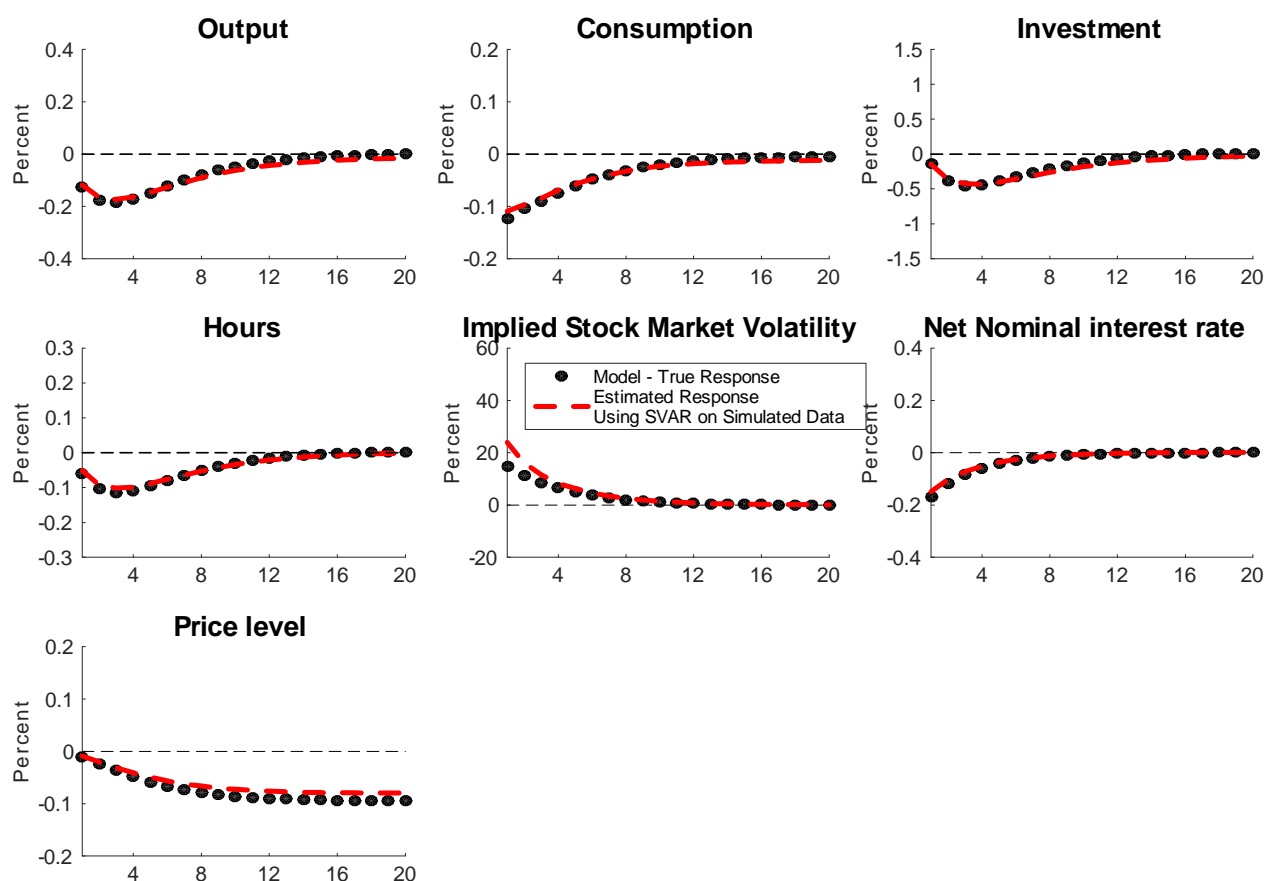 Output
Percent
0.4
0.2
0
-0.2
-0.4
4 8 12 16 20
Consumption
Percent
0.2
0.1
0
-0.1
-0.2
4 8 12 16 20
Investment
Percent
1.5
1
0.5
0
-0.5
-1
-1.5
4 8 12 16 20
Hours
Percent
0.3
0.2
0.1
0
-0.1
-0.2
-0.3
4 8 12 16 20
Implied Stock Market Volatility
60
40
20
0
-20
4 8 12 16 20
Model - True Response
Estimated Response
Using SVAR on Simulated Data
Net Nominal interest rate
Percent
0.4
0.2
0
-0.2
-0.4
4 8 12 16 20
Price level
Percent
0.2
0.1
0
-0.1
-0.2
4 8 12 16 20